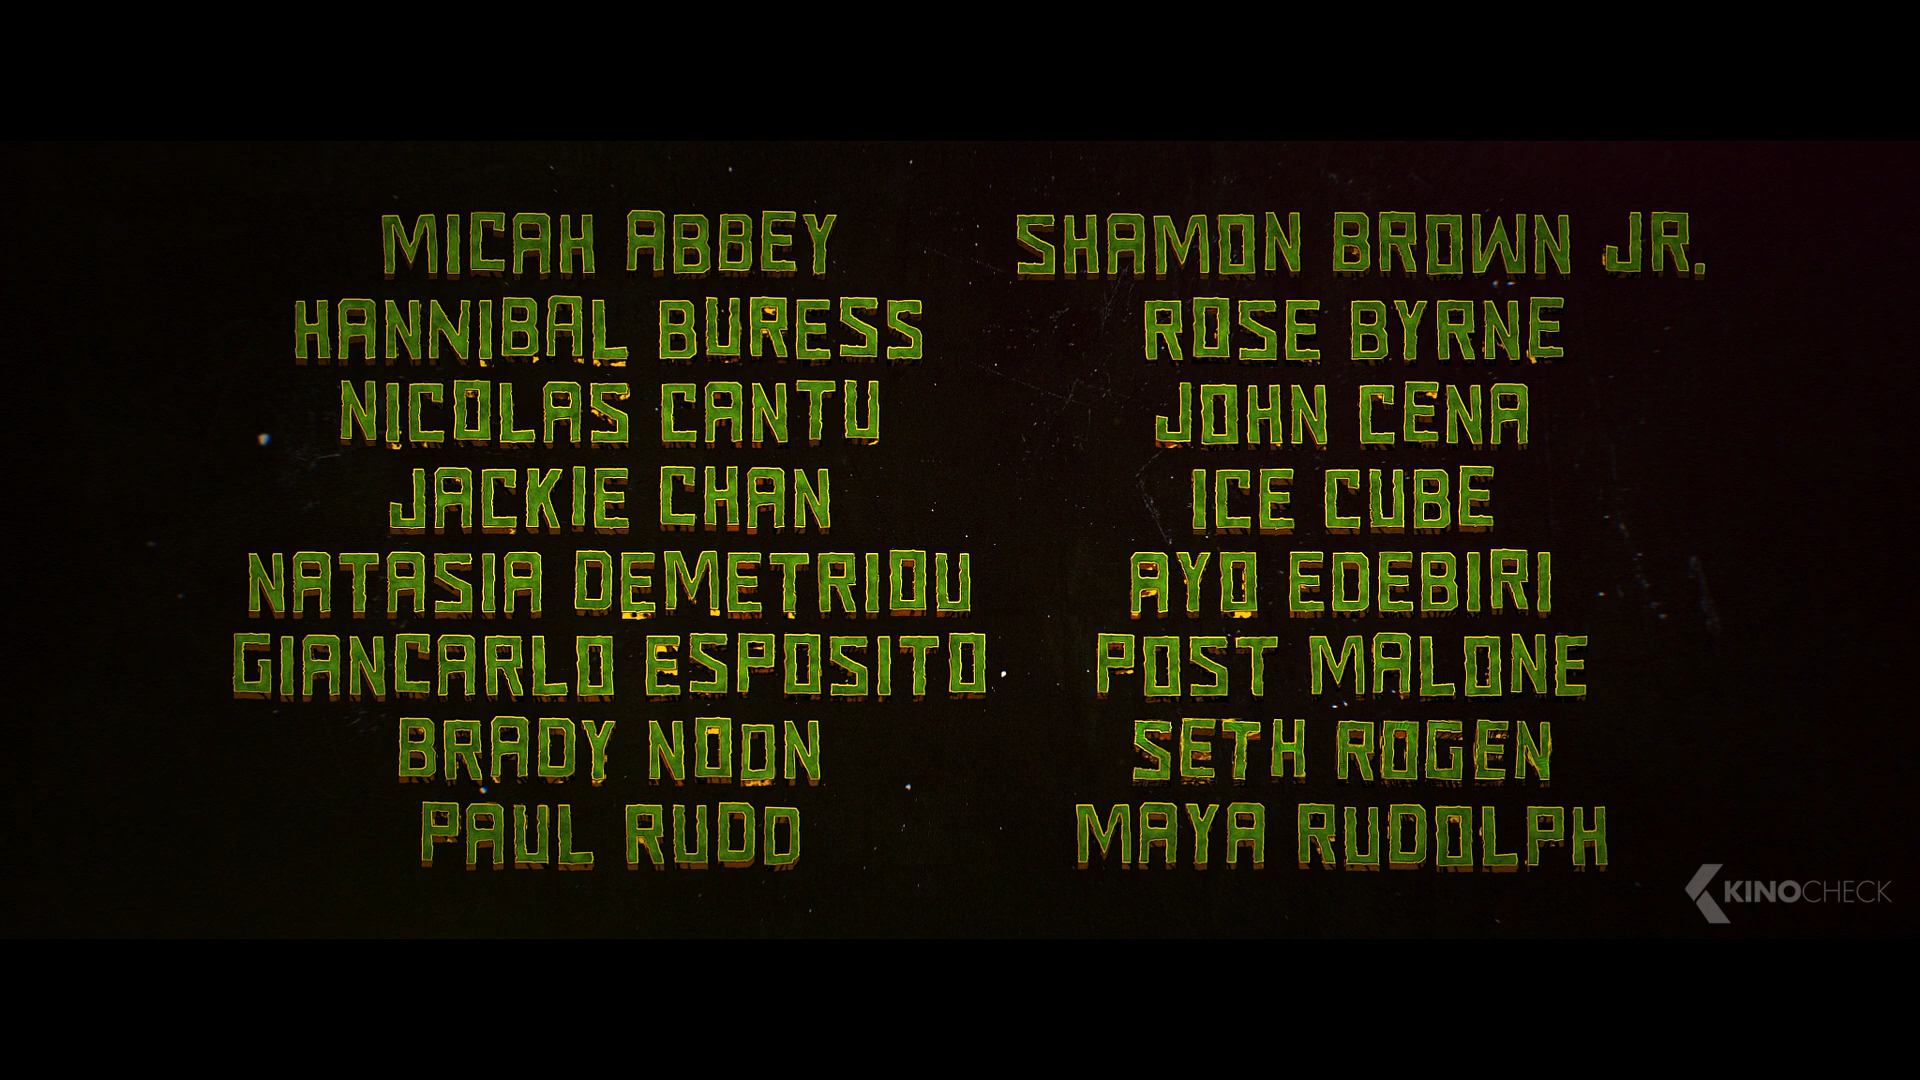 MICAH ABBEY SHAMON BROWN JR.
HANNIBAL BURESS ROSE BYRNE
NICOLAS CANTU JOHN CENA
JACKIE CHAN ICE CUBE
NATASIA DEMETRIOU AYO EDEBIRI
GIANCARLO ESPOSITO POST MALONE
BRADY NOON SETH ROGEN
PAUL RUDD MAYA RUDOLPH
KINOCHECK